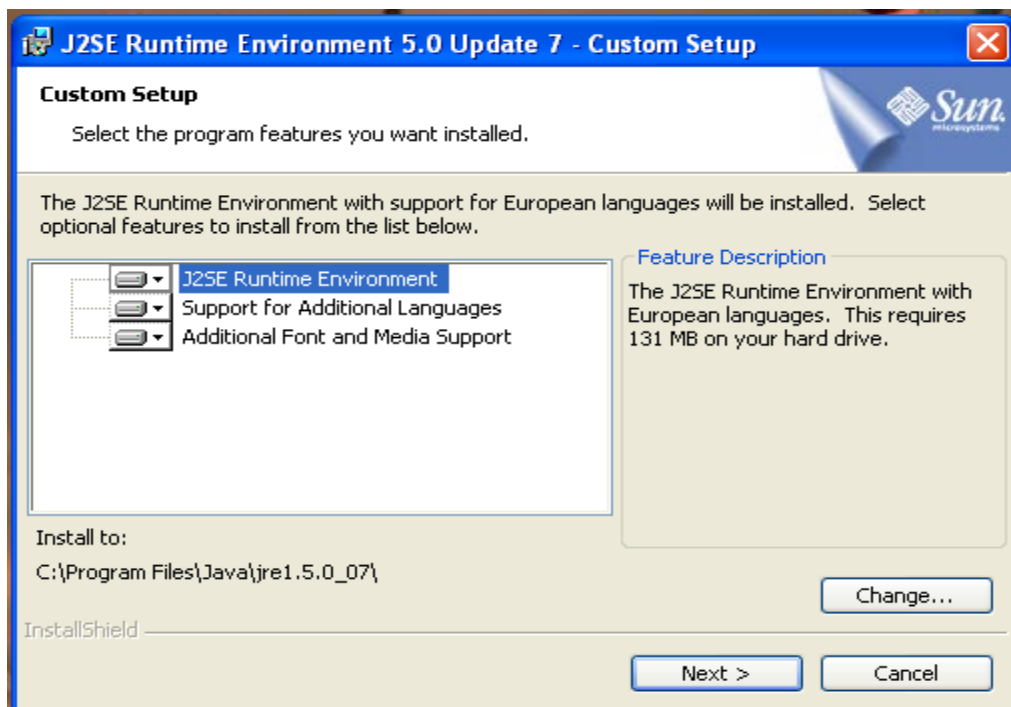 J2SE Runtime Environment 5.0 Update 7 - Custom Setup
Custom Setup
Select the program features you want installed.
Sun
microsystems
The J2SE Runtime Environment with support for European languages will be installed.  Select
optional features to install from the list below.
J2SE Runtime Environment
Support for Additional Languages
Additional Font and Media Support
Feature Description
The J2SE Runtime Environment with
European languages.  This requires
131 MB on your hard drive.
Install to:
C:\Program Files\Java\jre1.5.0_07\
Change...
InstallShield
Next >
Cancel